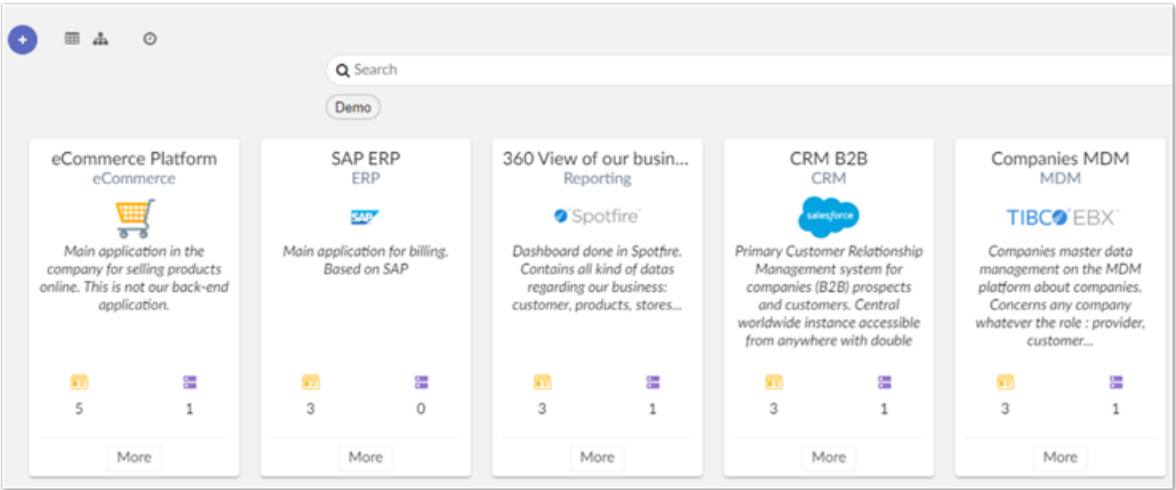 +
Search
Demo
eCommerce Platform
eCommerce
Main application in the
company for selling products
online. This is not our back-end
application.
5 1
More
SAP ERP
ERP
SAP
Main application for billing.
Based on SAP
3 0
More
360 View of our busin...
Reporting
Spotfire
Dashboard done in Spotfire.
Contains all kind of datas
regarding our business:
customer, products, stores...
3 1
More
CRM B2B
CRM
salesforce
Primary Customer Relationship
Management system for
companies (B2B) prospects
and customers. Central
worldwide instance accessible
from anywhere with double
3 1
More
Companies MDM
MDM
TIBCO EBX
Companies master data
management on the MDM
platform about companies.
Concerns any company
whatever the role : provider,
customer...
3 1
More